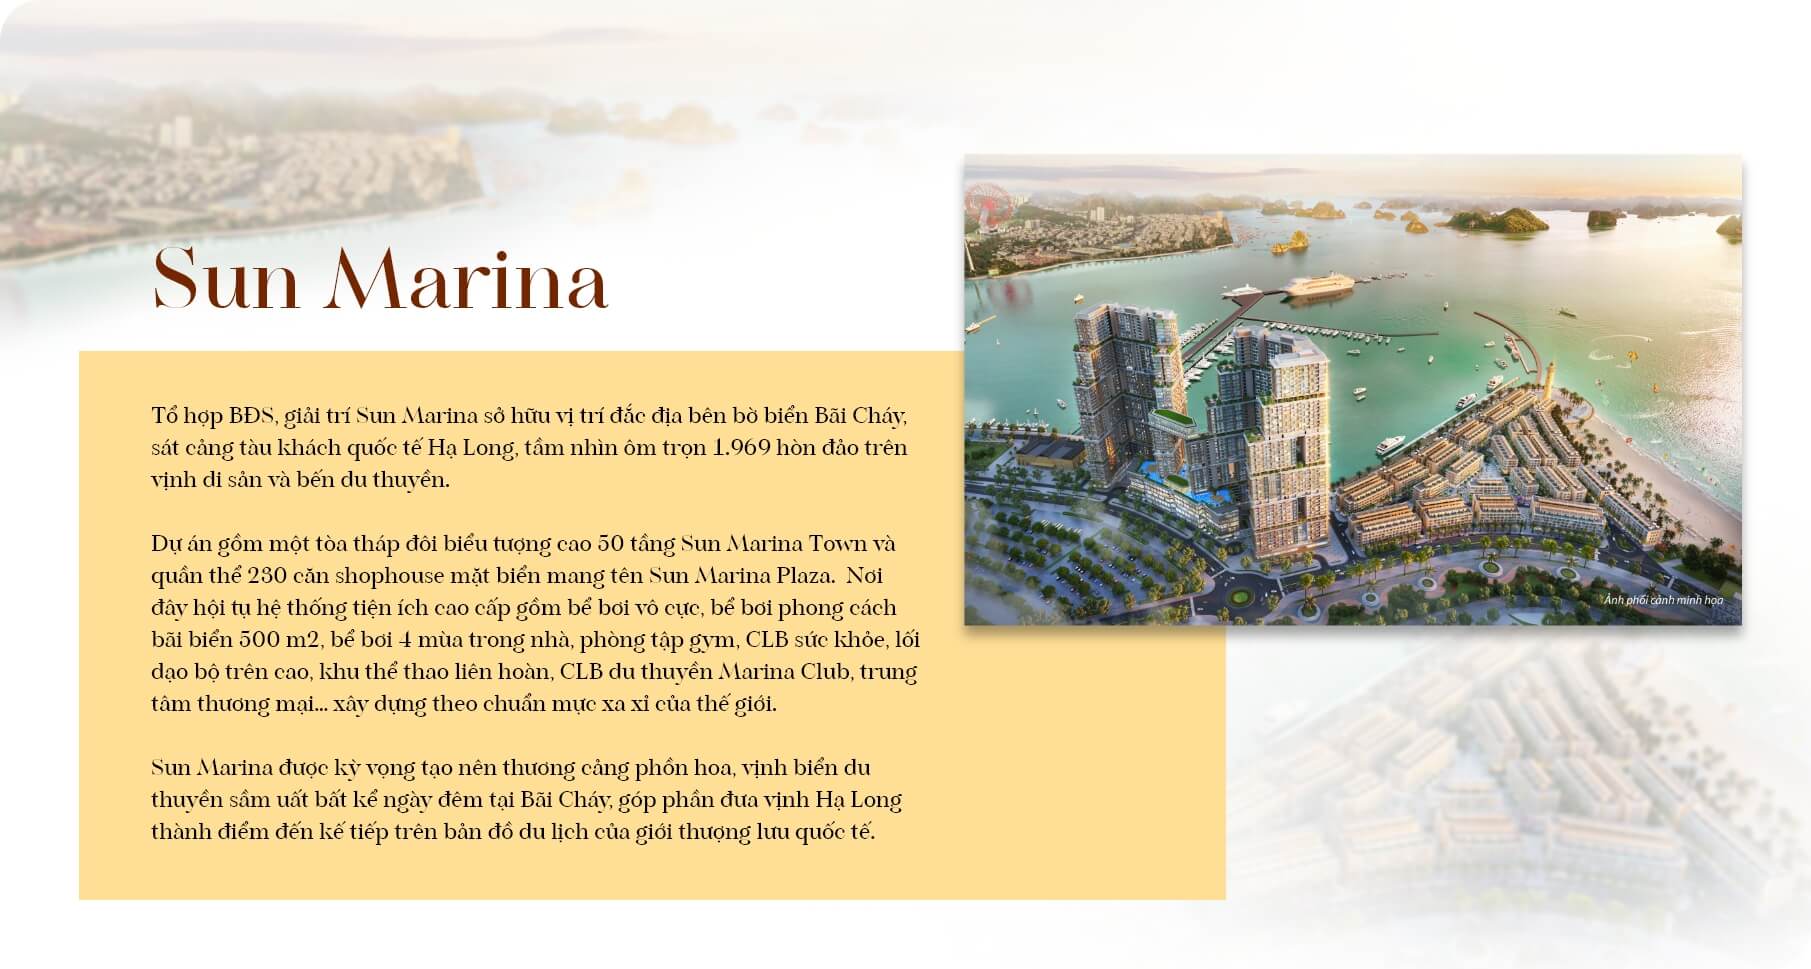 Sun Marina
Tổ hợp BĐS, giải trí Sun Marina sở hữu vị trí đắc địa bên bờ biển Bãi Cháy,
sát cảng tàu khách quốc tế Hạ Long, tầm nhìn ôm trọn 1.969 hòn đảo trên
vịnh di sản và bến du thuyền.
Dự án gồm một tòa tháp đôi biểu tượng cao 50 tầng Sun Marina Town và
quần thể 230 căn shophouse mặt biển mang tên Sun Marina Plaza. Nơi
đây hội tụ hệ thống tiện ích cao cấp gồm bể bơi vô cực, bể bơi phong cách
bãi biển 500 m2, bể bơi 4 mùa trong nhà, phòng tập gym, CLB sức khỏe, lối
dạo bộ trên cao, khu thể thao liên hoàn, CLB du thuyền Marina Club, trung
tâm thương mại... xây dựng theo chuẩn mực xa xỉ của thế giới.
Sun Marina được kỳ vọng tạo nên thương cảng phồn hoa, vịnh biển du
thuyền sầm uất bất kể ngày đêm tại Bãi Cháy, góp phần đưa vịnh Hạ Long
thành điểm đến kế tiếp trên bản đồ du lịch của giới thượng lưu quốc tế.
Ảnh phối cảnh minh họa